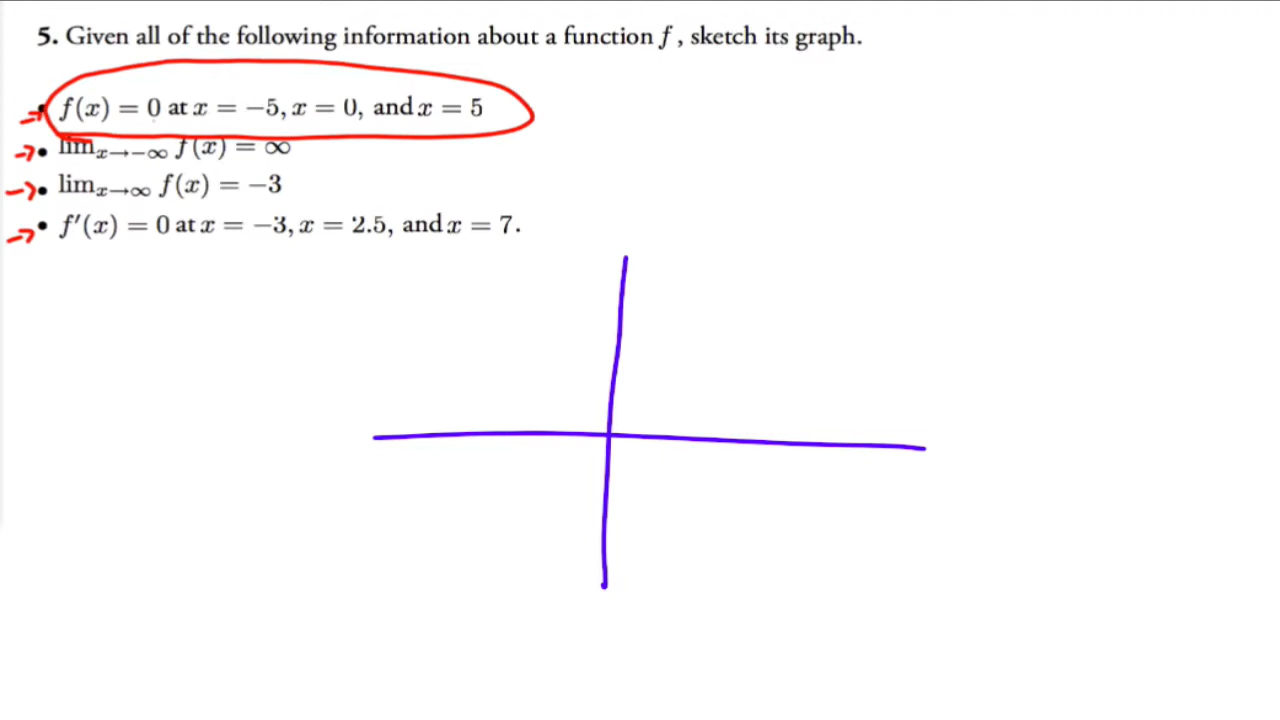 5. Given all of the following information about a function f, sketch its graph.
• f(x) = 0 at x = −5, x = 0, and x = 5
• lim_{x→−∞} f(x) = ∞
• lim_{x→∞} f(x) = −3
• f′(x) = 0 at x = −3, x = 2.5, and x = 7.